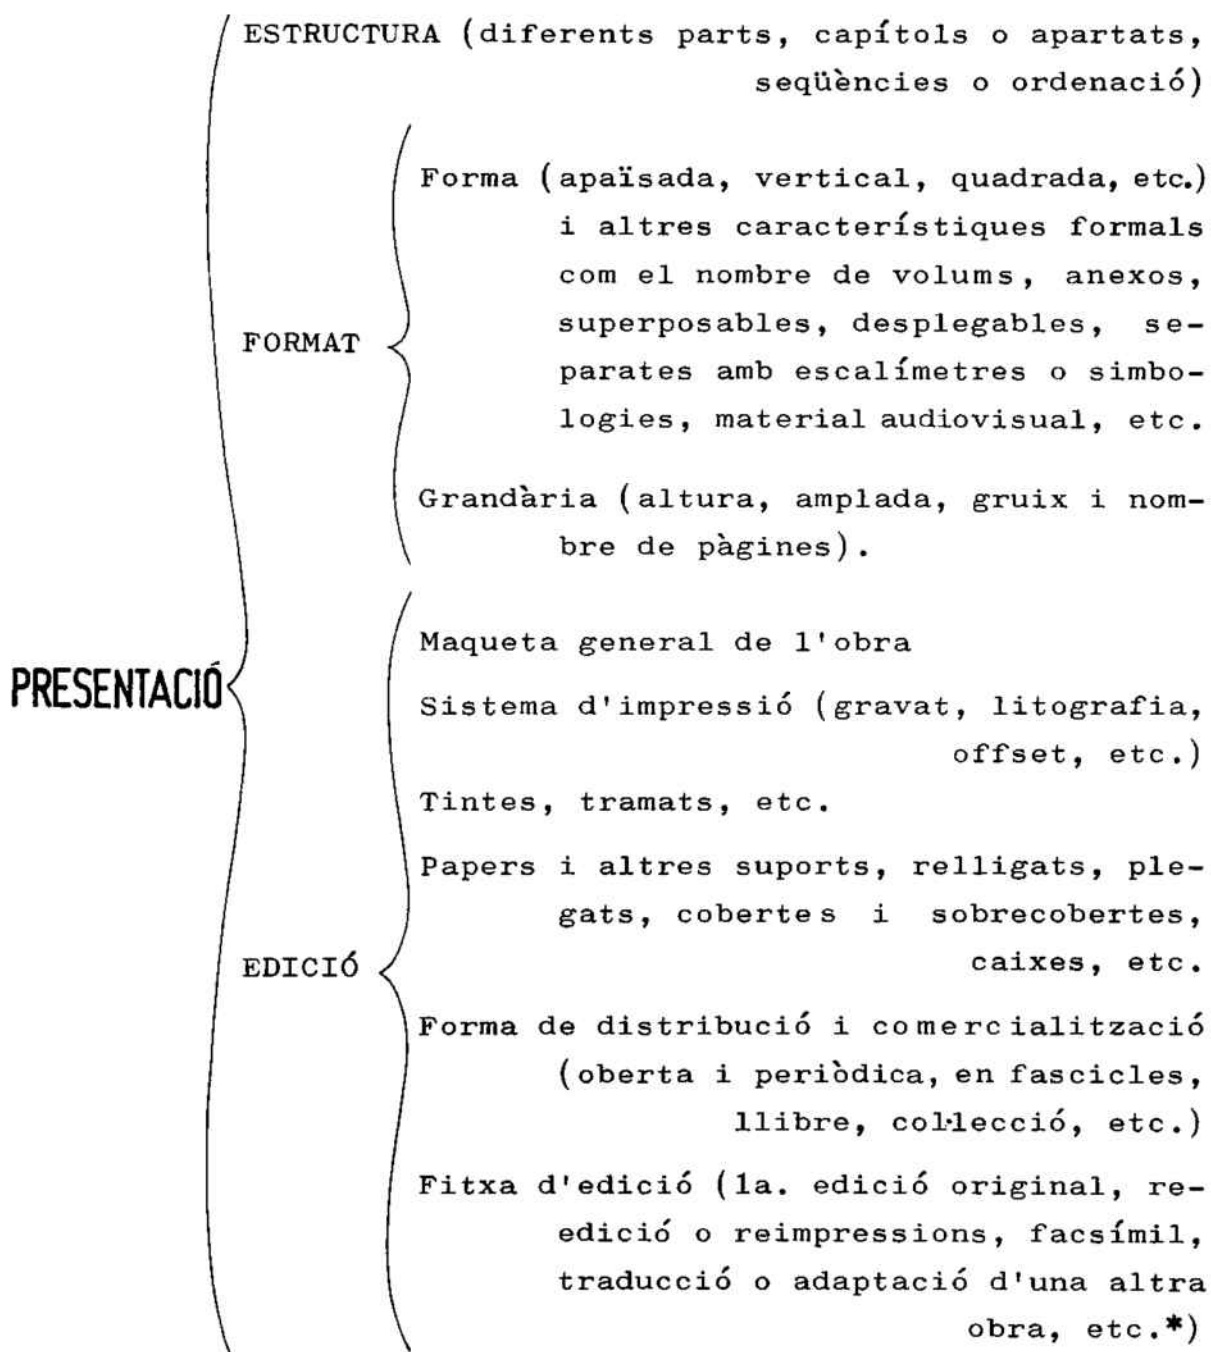 ESTRUCTURA (diferents parts, capítols o apartats,
seqüències o ordenació)
Forma (apaïsada, vertical, quadrada, etc.)
i altres característiques formals
com el nombre de volums, anexos,
superposables, desplegables, se-
FORMAT
parates amb escalímetres o simbo-
logies, material audiovisual, etc.
Grandària (altura, amplada, gruix i nom-
bre de pàgines).
Maqueta general de l'obra
PRESENTACIÓ
Sistema d'impressió (gravat, litografia,
offset, etc.)
Tintes, tramats, etc.
Papers i altres suports, relligats, ple-
gats, cobertes i sobrecobertes,
EDICIÓ
caixes, etc.
Forma de distribució i comercialització
(oberta i periòdica, en fascicles,
llibre, col·lecció, etc.)
Fitxa d'edició (1a. edició original, re-
edició o reimpressions, facsímil,
traducció o adaptació d'una altra
obra, etc.*)